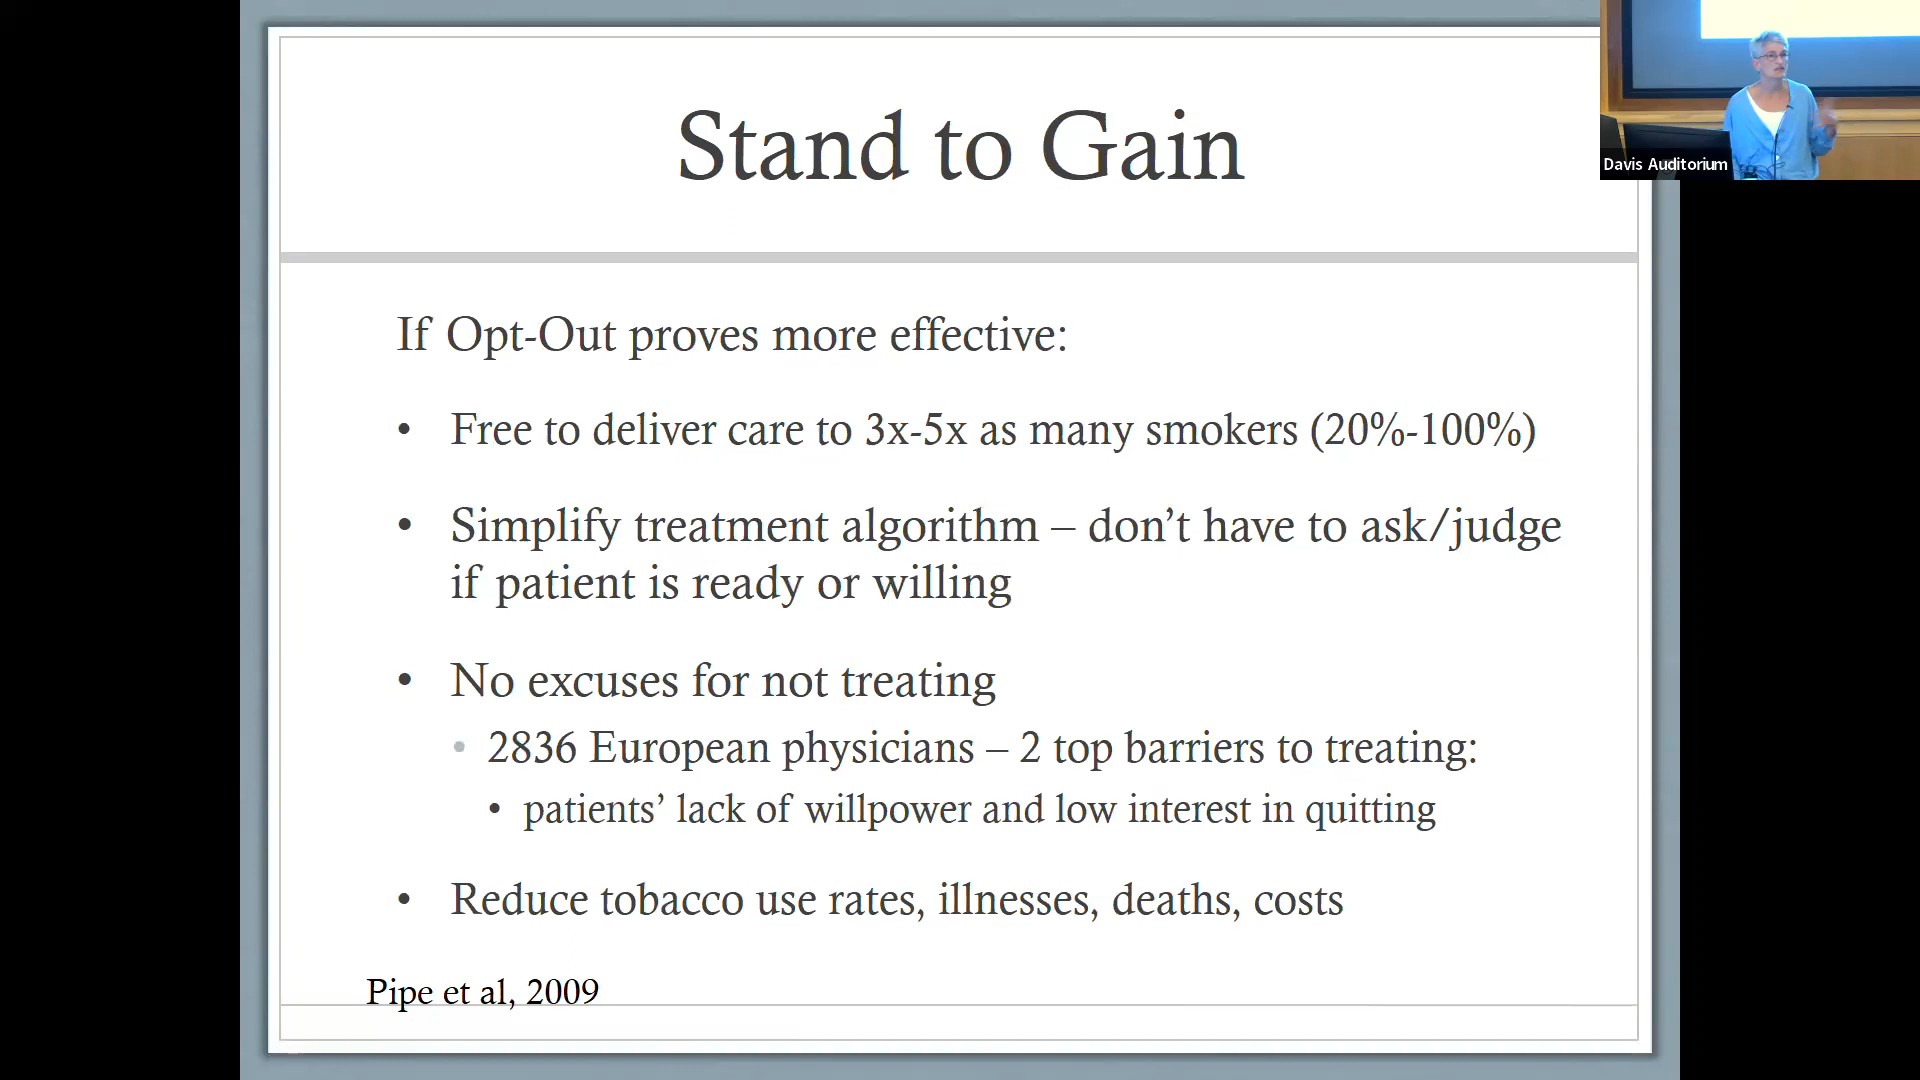 Stand to Gain
Davis Auditorium
If Opt-Out proves more effective:
• Free to deliver care to 3x-5x as many smokers (20%-100%)
• Simplify treatment algorithm – don’t have to ask/judge
if patient is ready or willing
• No excuses for not treating
• 2836 European physicians – 2 top barriers to treating:
• patients’ lack of willpower and low interest in quitting
• Reduce tobacco use rates, illnesses, deaths, costs
Pipe et al, 2009